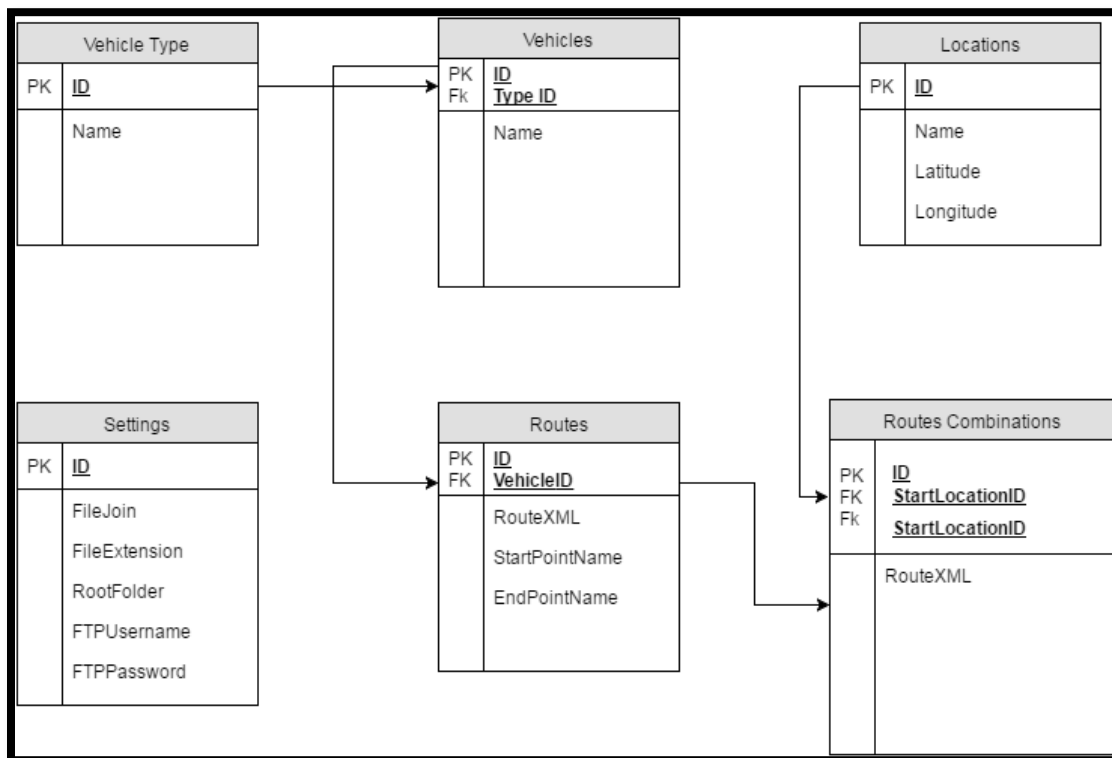 Vehicle Type
PK ID
Name
Vehicles
PK ID
Fk Type ID
Name
Locations
PK ID
Name
Latitude
Longitude
Settings
PK ID
FileJoin
FileExtension
RootFolder
FTPUsername
FTPPassword
Routes
PK ID
FK VehicleID
RouteXML
StartPointName
EndPointName
Routes Combinations
PK ID
FK StartLocationID
Fk StartLocationID
RouteXML